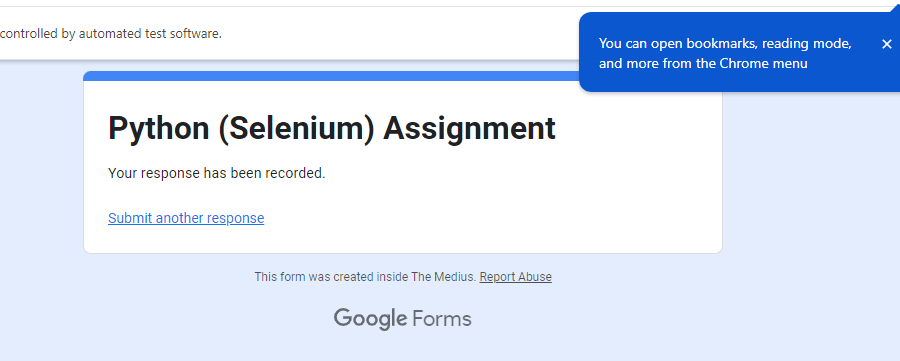 controlled by automated test software.
You can open bookmarks, reading mode,
and more from the Chrome menu
Python (Selenium) Assignment
Your response has been recorded.
Submit another response
This form was created inside The Medius. Report Abuse
Google Forms